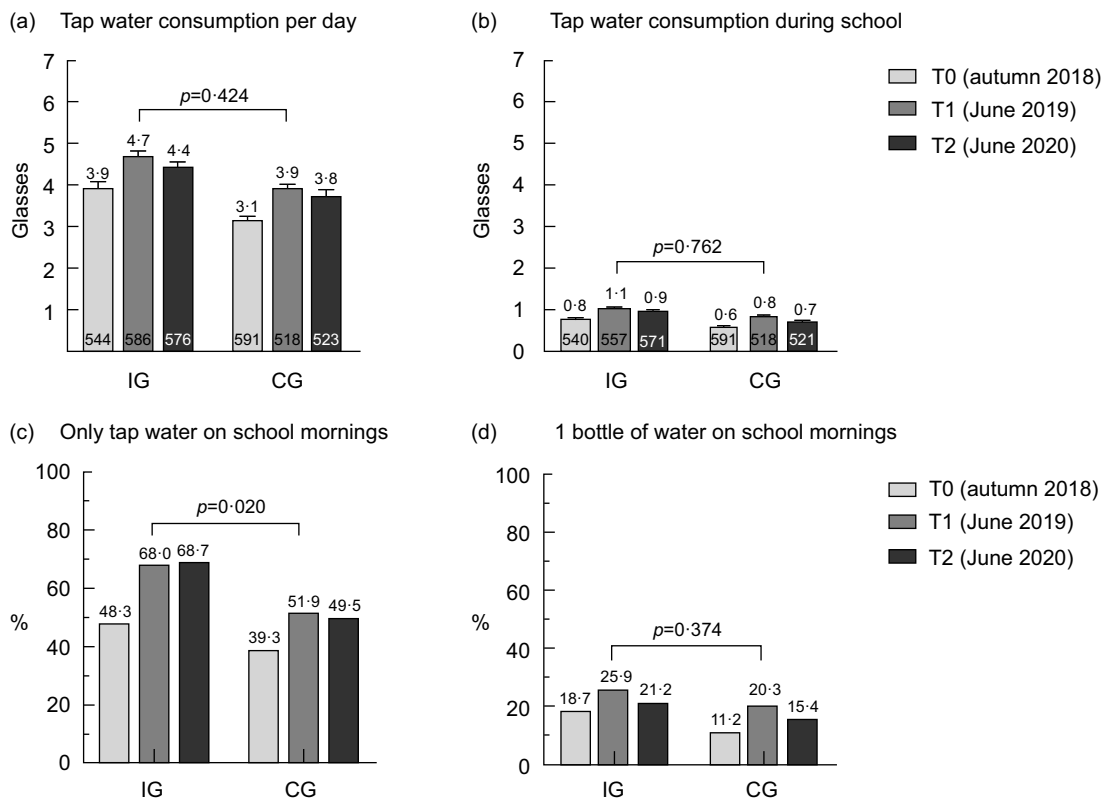 (a) Tap water consumption per day
7
6
5
4
3
2
1
Glasses
p=0·424
3·9
4·7
4·4
3·1
3·9
3·8
544
586
576
591
518
523
IG
CG
(b) Tap water consumption during school
7
6
5
4
3
2
1
0
Glasses
p=0·762
0·8
1·1
0·9
0·6
0·8
0·7
540
557
571
591
518
521
IG
CG
T0 (autumn 2018)
T1 (June 2019)
T2 (June 2020)
(c) Only tap water on school mornings
100
80
60
40
20
0
%
p=0·020
48·3
68·0
68·7
39·3
51·9
49·5
IG
CG
(d) 1 bottle of water on school mornings
100
80
60
40
20
0
%
p=0·374
18·7
25·9
21·2
11·2
20·3
15·4
IG
CG
T0 (autumn 2018)
T1 (June 2019)
T2 (June 2020)